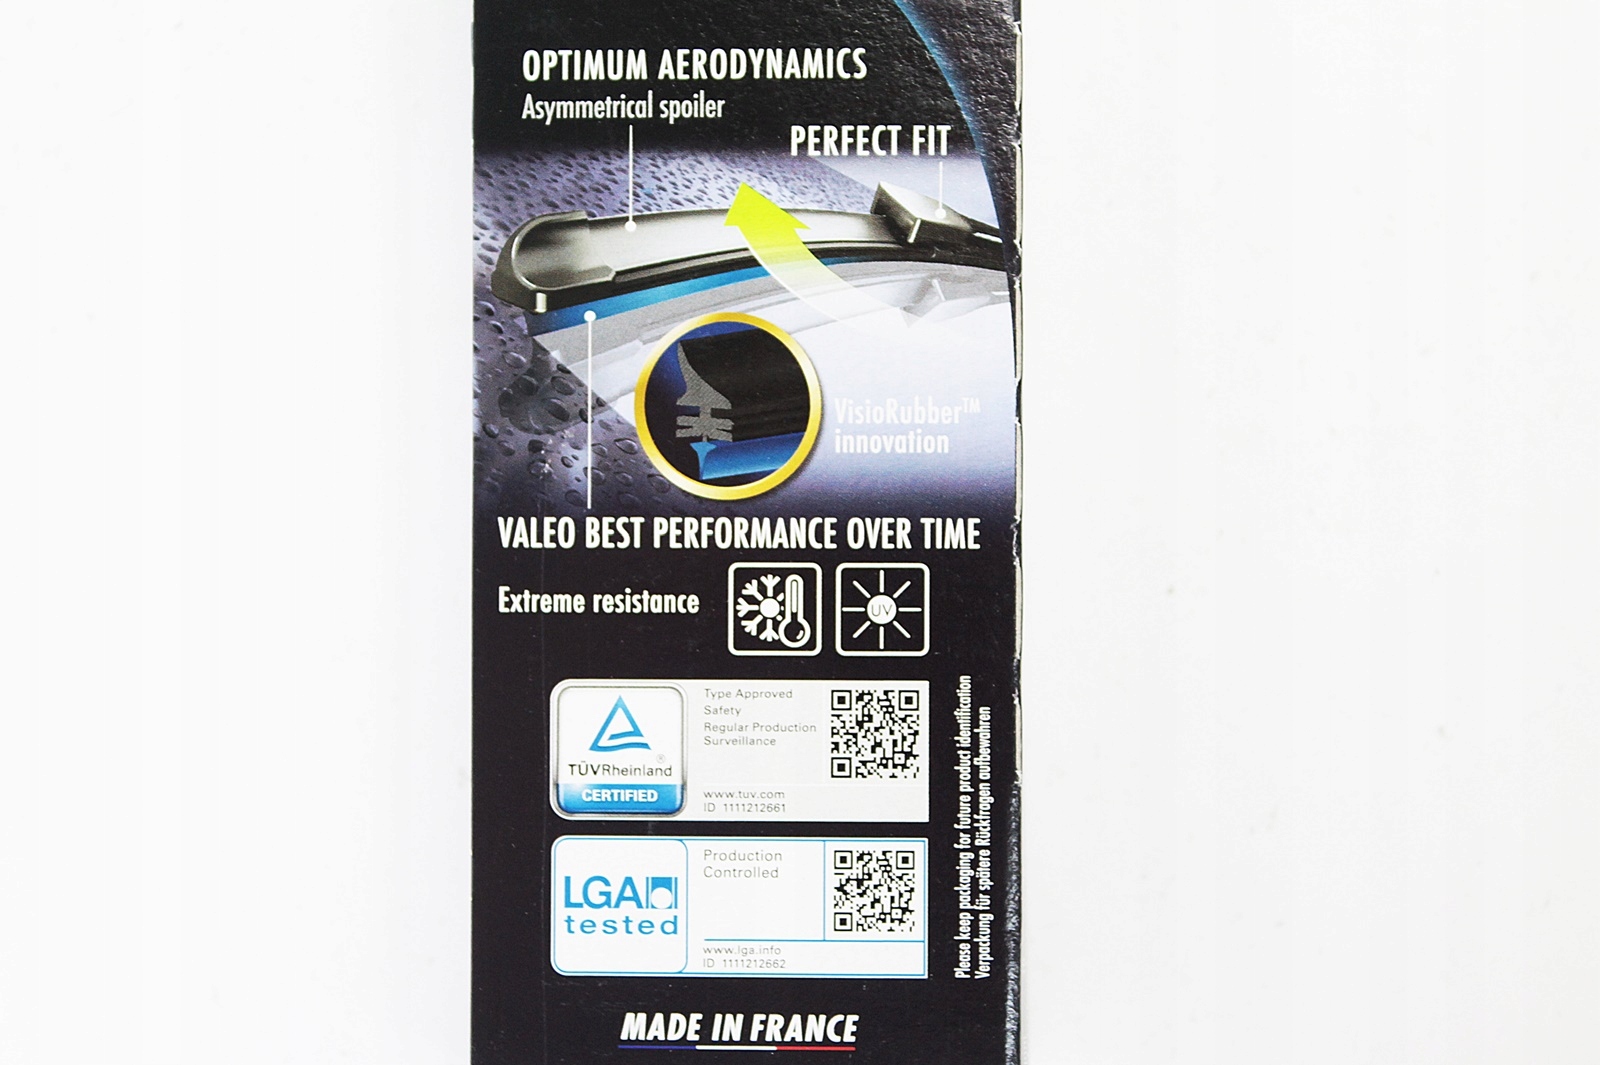 OPTIMUM AERODYNAMICS
Asymmetrical spoiler
PERFECT FIT
VisioRubber™
innovation
VALEO BEST PERFORMANCE OVER TIME
Extreme resistance
UV
TÜVRheinland®
CERTIFIED
Type Approved
Safety
Regular Production
Surveillance
www.tuv.com
ID 1111212661
LGA
tested
Production
Controlled
www.lga.info
ID 1111212662
Please keep packaging for future product identification
Verpackung für spätere Rückfragen aufbewahren
MADE IN FRANCE